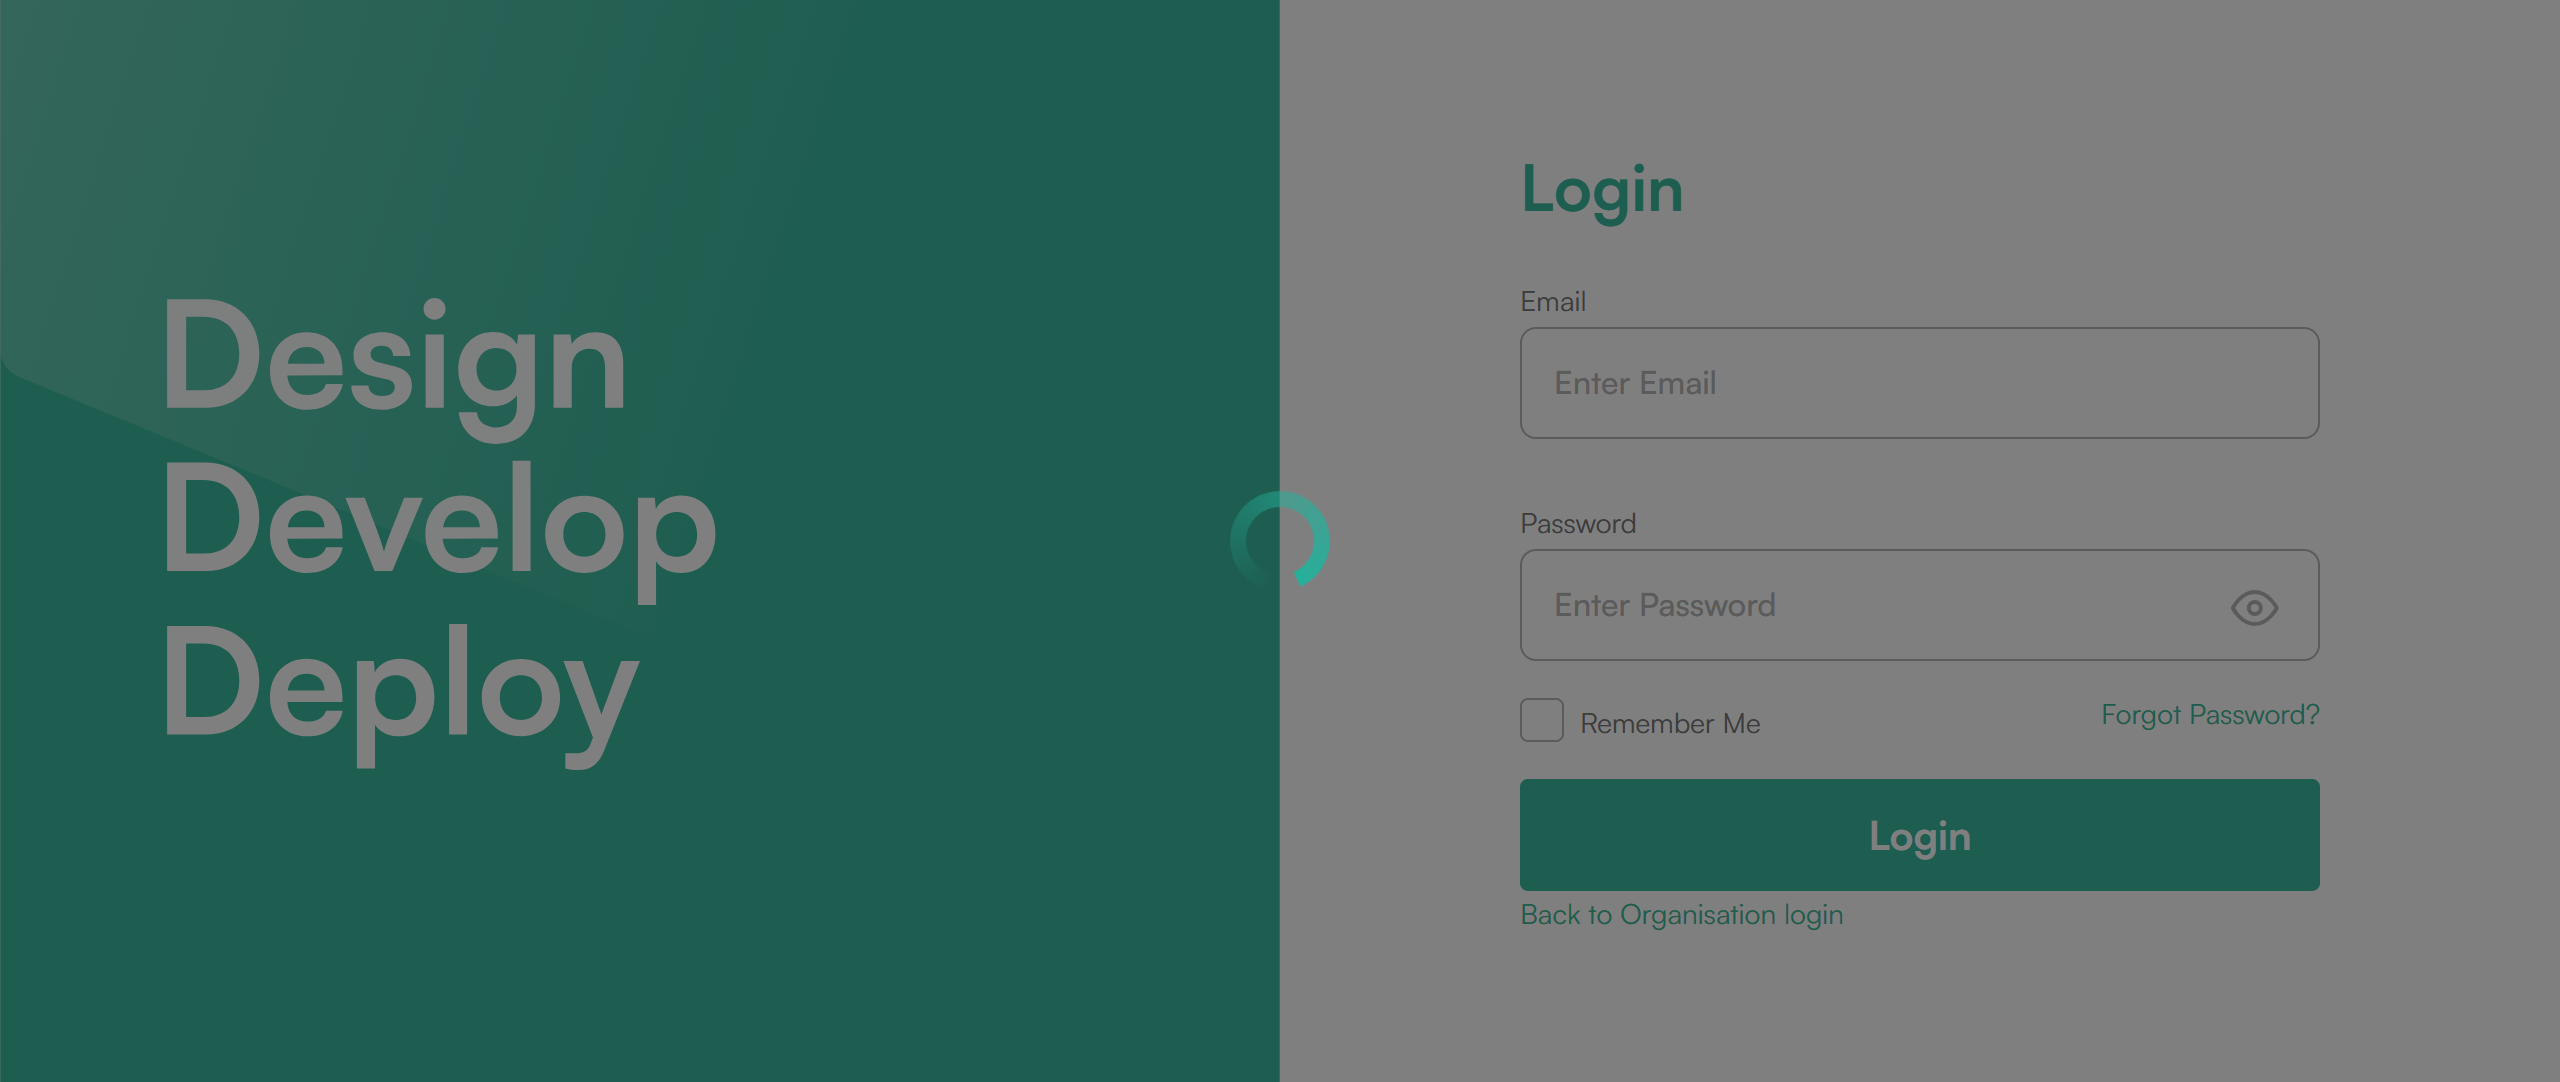 Design
Develop
Deploy
Login
Email
Enter Email
Password
Enter Password
Remember Me
Forgot Password?
Login
Back to Organisation login